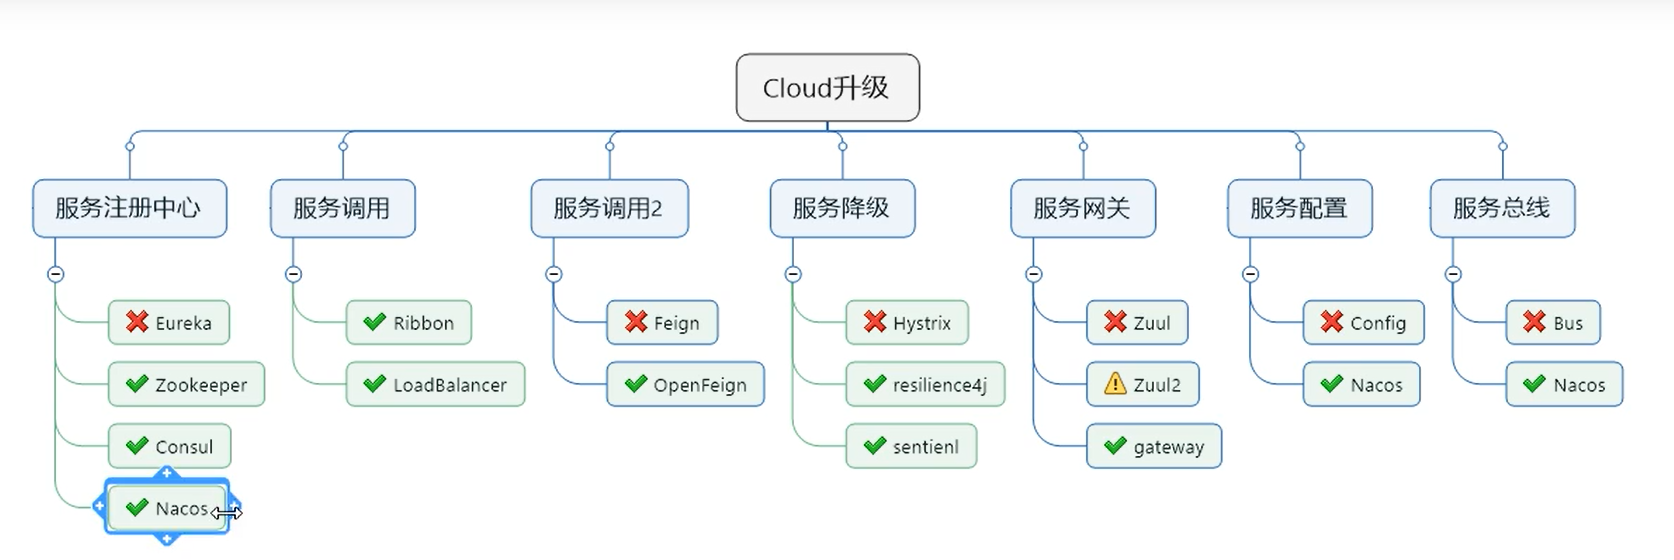 Cloud升级
服务注册中心
服务调用
服务调用2
服务降级
服务网关
服务配置
服务总线
Eureka
Zookeeper
Consul
Nacos
Ribbon
LoadBalancer
Feign
OpenFeign
Hystrix
resilience4j
sentienl
Zuul
Zuul2
gateway
Config
Nacos
Bus
Nacos